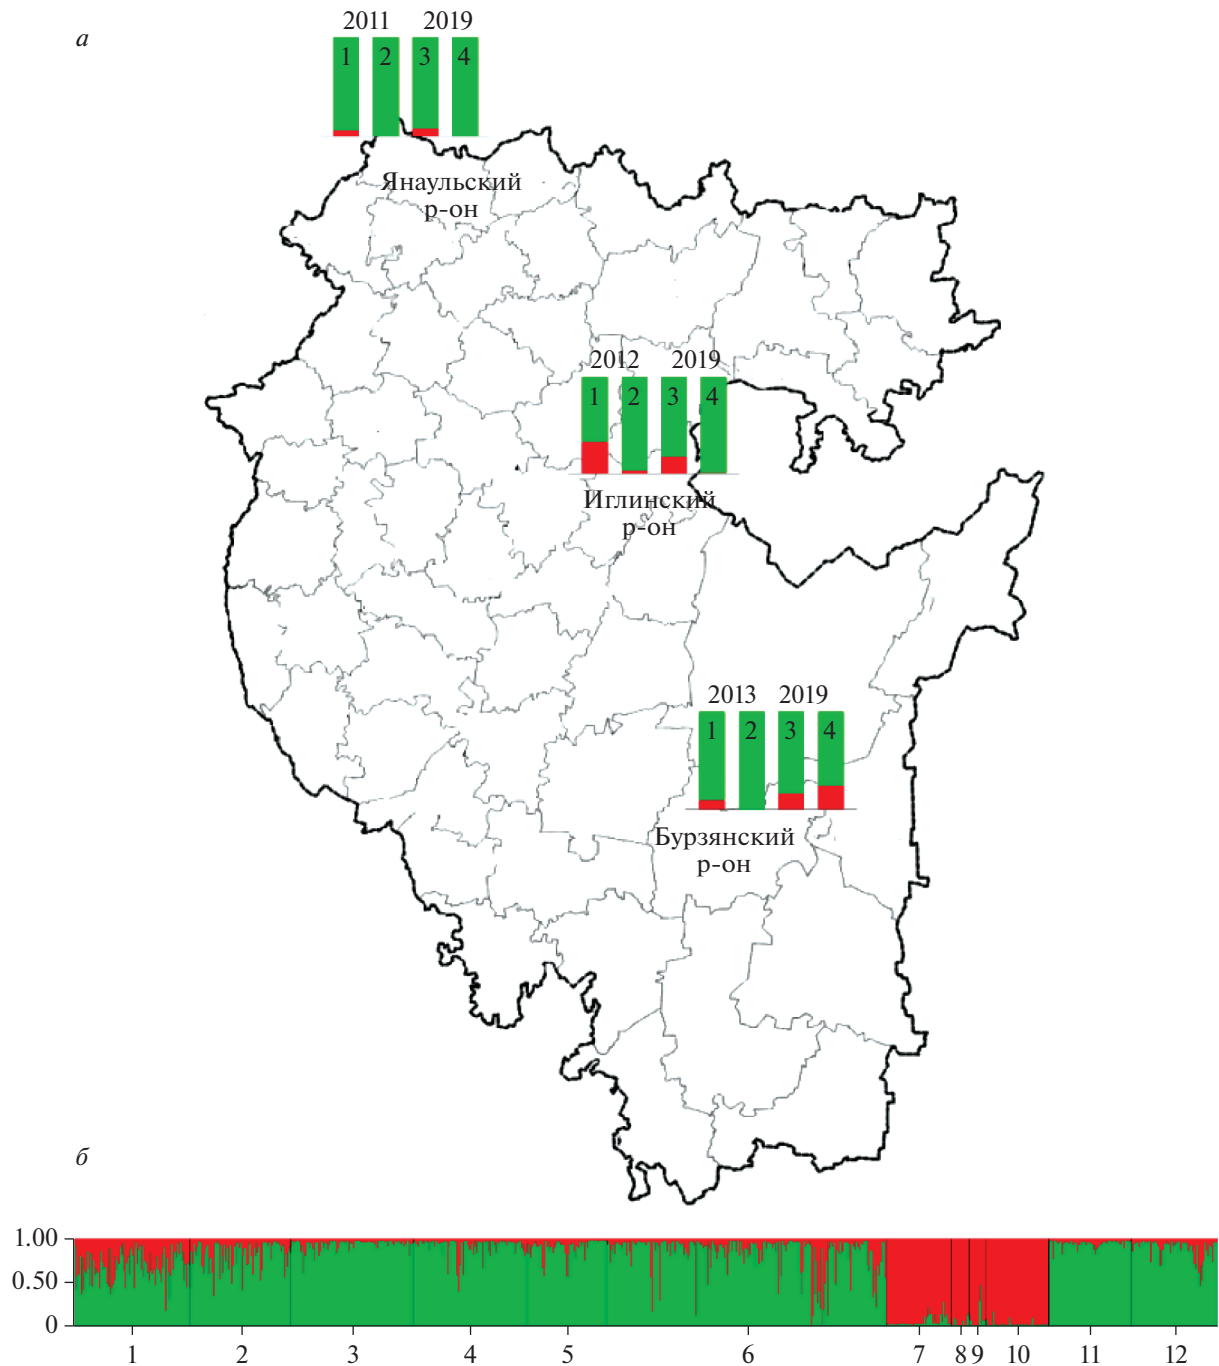 а
2011 2019
1 2 3 4
Янаульский
р-он
2012 2019
1 2 3 4
Иглинский
р-он
2013 2019
1 2 3 4
Бурзянский
р-он
б
1.00
0.50
0
1 2 3 4 5 6 7 8 9 10 11 12